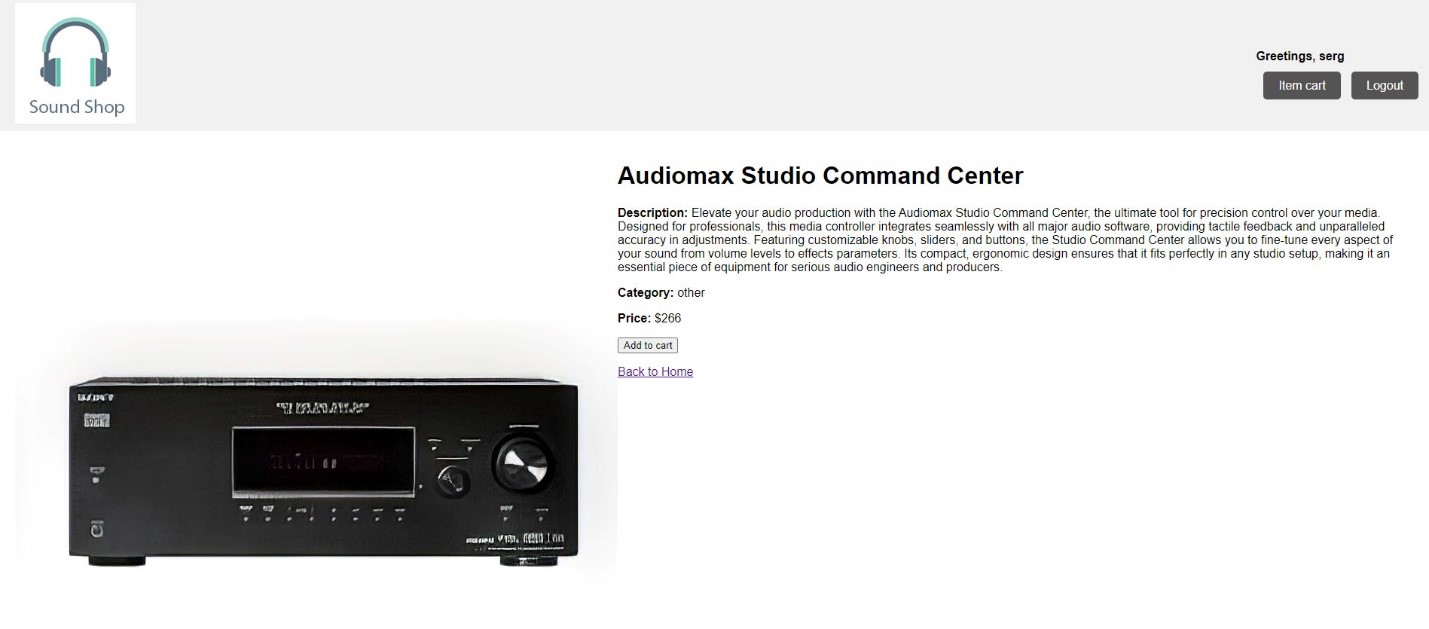 Sound Shop
Greetings, serg
Item cart
Logout
Audiomax Studio Command Center
Description: Elevate your audio production with the Audiomax Studio Command Center, the ultimate tool for precision control over your media.
Designed for professionals, this media controller integrates seamlessly with all major audio software, providing tactile feedback and unparalleled
accuracy in adjustments. Featuring customizable knobs, sliders, and buttons, the Studio Command Center allows you to fine-tune every aspect of
your sound from volume levels to effects parameters. Its compact, ergonomic design ensures that it fits perfectly in any studio setup, making it an
essential piece of equipment for serious audio engineers and producers.
Category: other
Price: $266
Add to cart
Back to Home